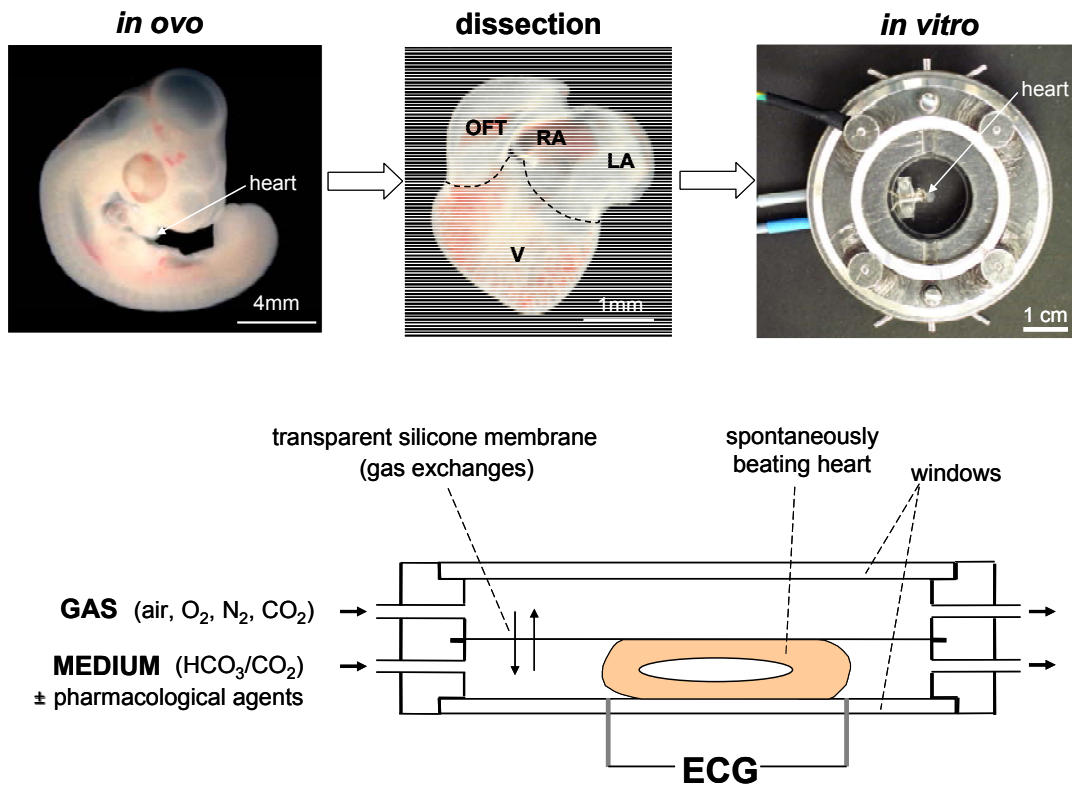 in ovo
dissection
in vitro
heart
4mm
OFT
RA
LA
V
1mm
heart
1 cm
transparent silicone membrane
(gas exchanges)
spontaneously
beating heart
windows
GAS (air, O₂, N₂, CO₂)
MEDIUM (HCO₃/CO₂)
± pharmacological agents
ECG